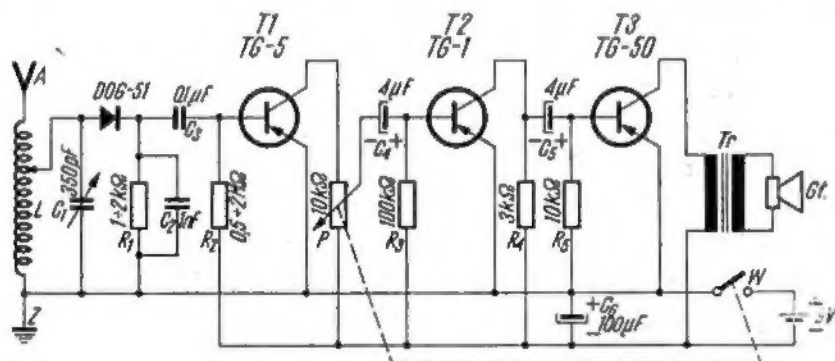 T1
TG-5
T2
TG-1
T3
TG-50
A
DOG-51
0,1µF
C3
4µF
-C4+
4µF
-C5+
Tr
L
C1
350pF
1÷2kΩ
R1
C2
1nF
R2
0,5÷2MΩ
10kΩ
P
100kΩ
R3
3kΩ
R4
10kΩ
R5
Gł.
Z
+C6
-100µF
W
+